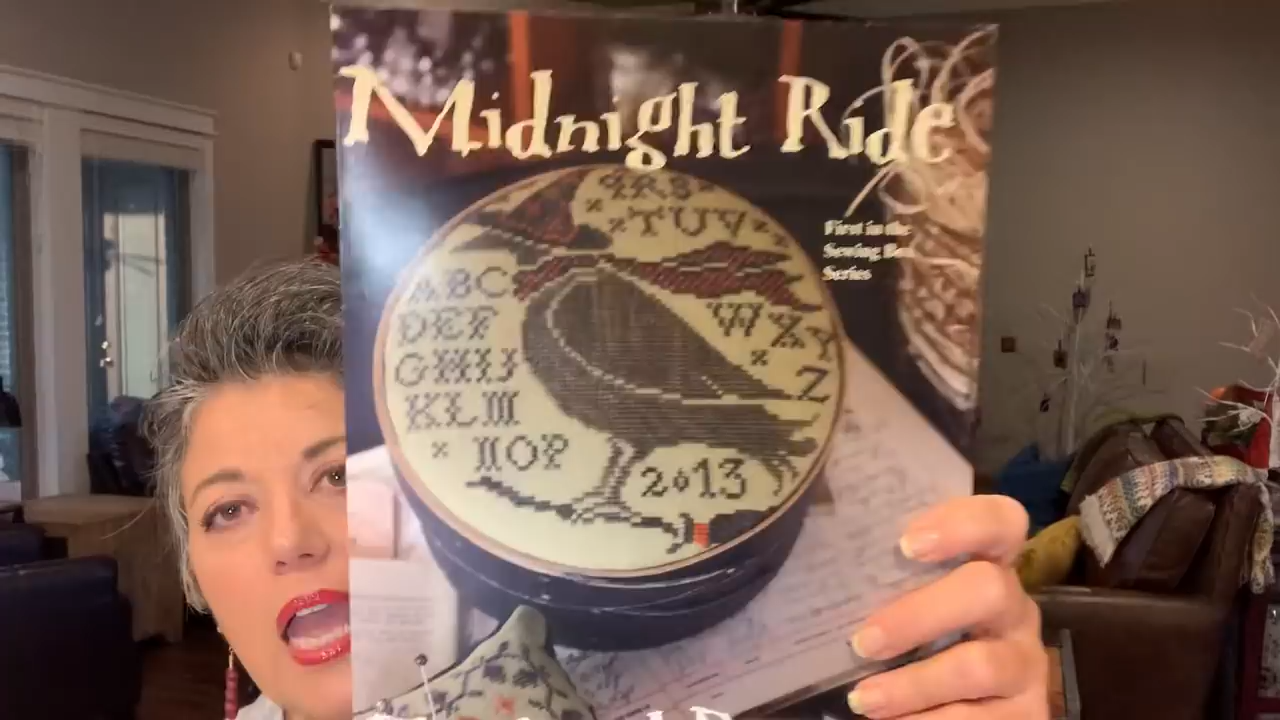 Midnight Ride
First in the
Sewing Box
Series
QRS
TUV
ABC
WXY
DEF
GHIJ
Z
KLM
NOP
2013